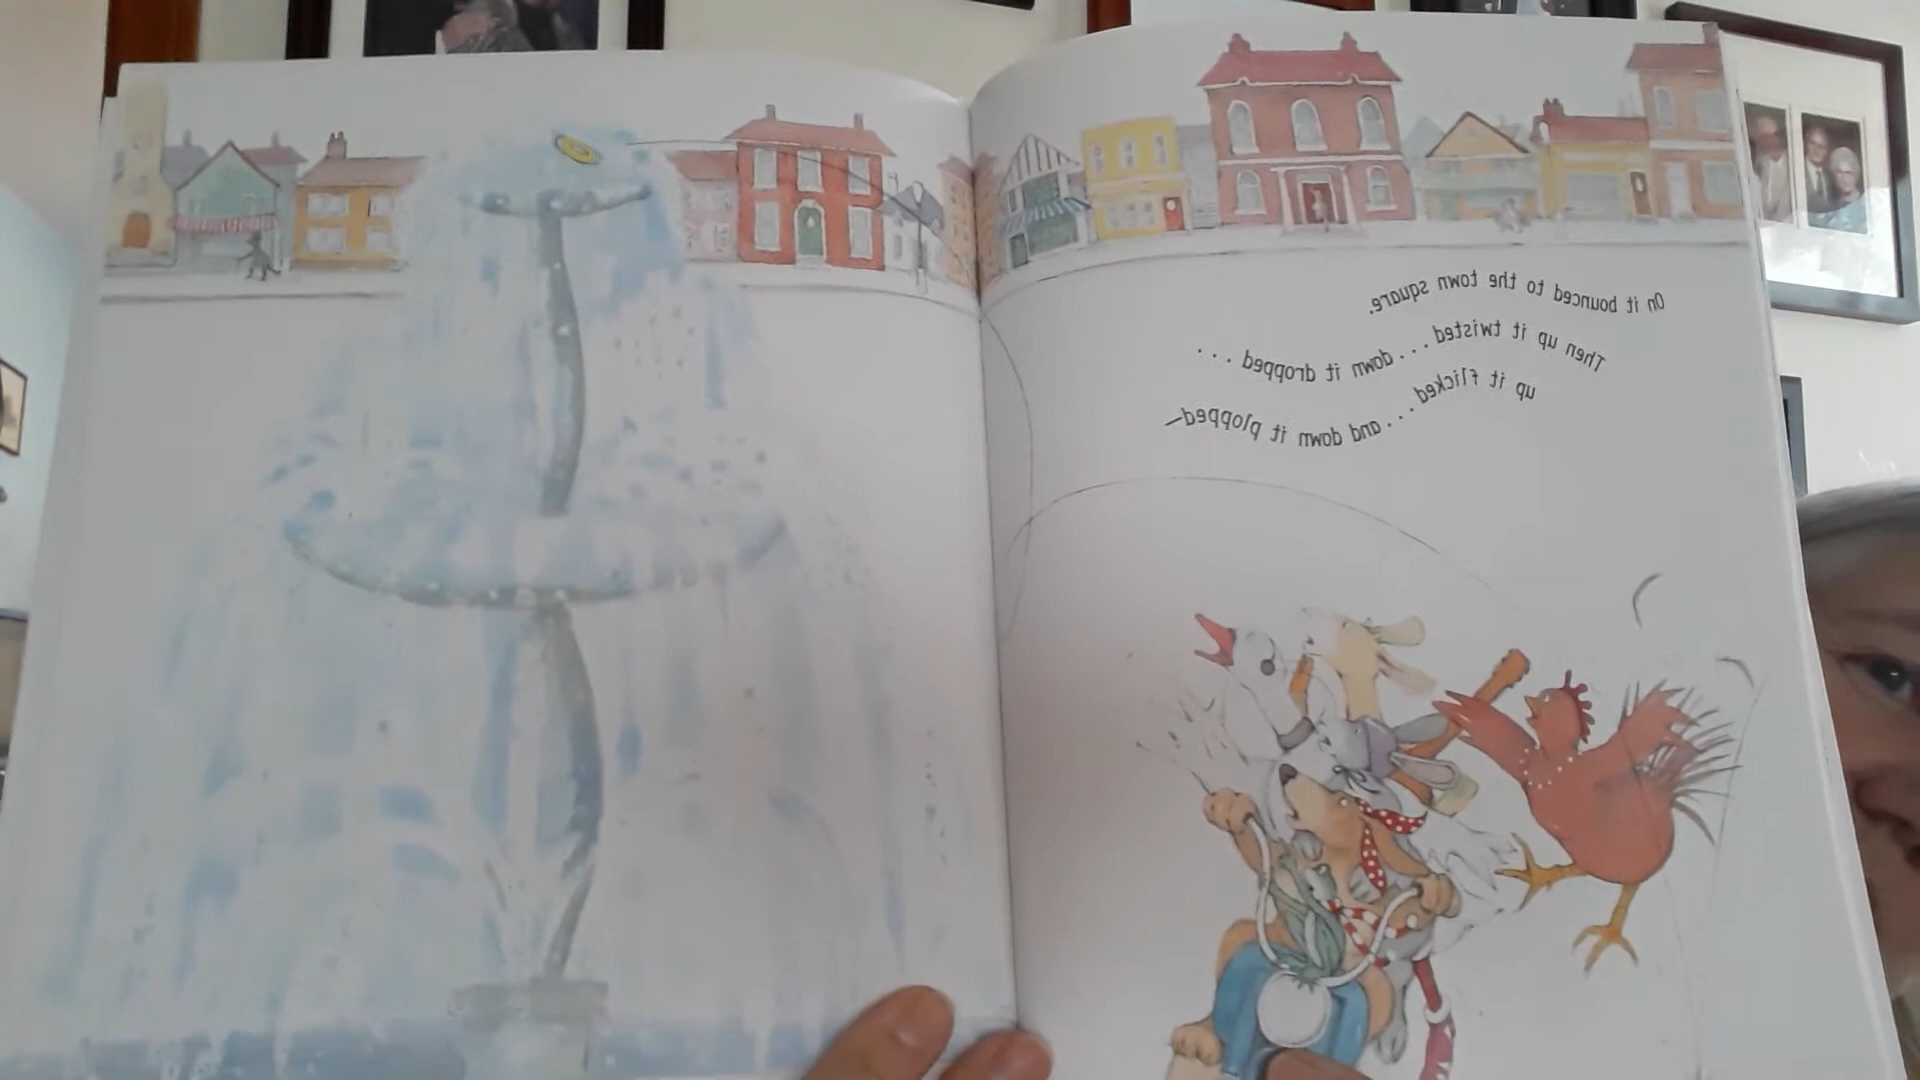 On it bounced to the town square.
Then up it twisted....down it dropped...
up it flicked....and down it plopped—